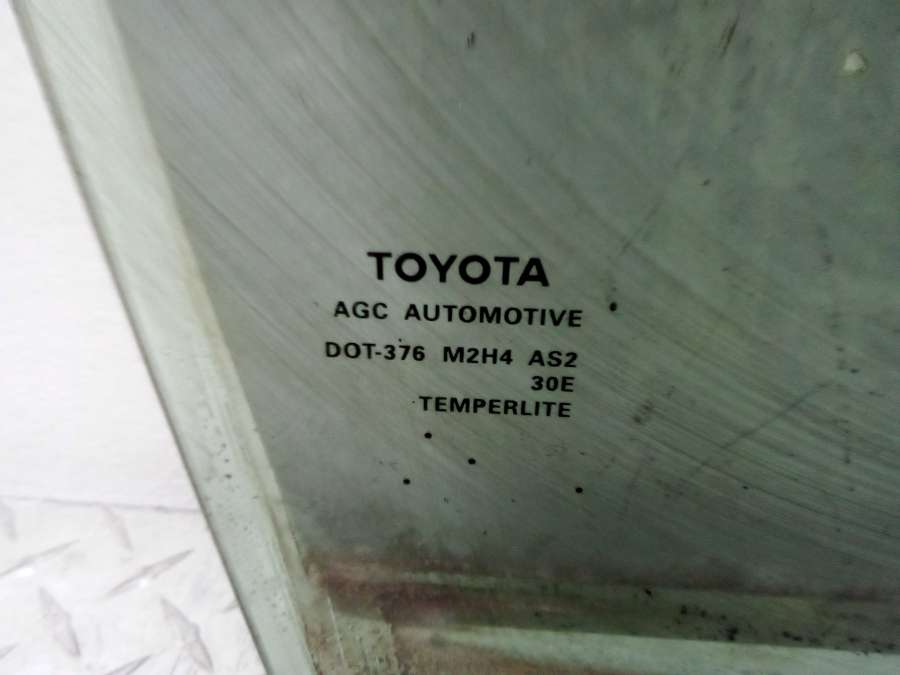 TOYOTA
AGC AUTOMOTIVE
DOT-376 M2H4 AS2
30E
TEMPERLITE